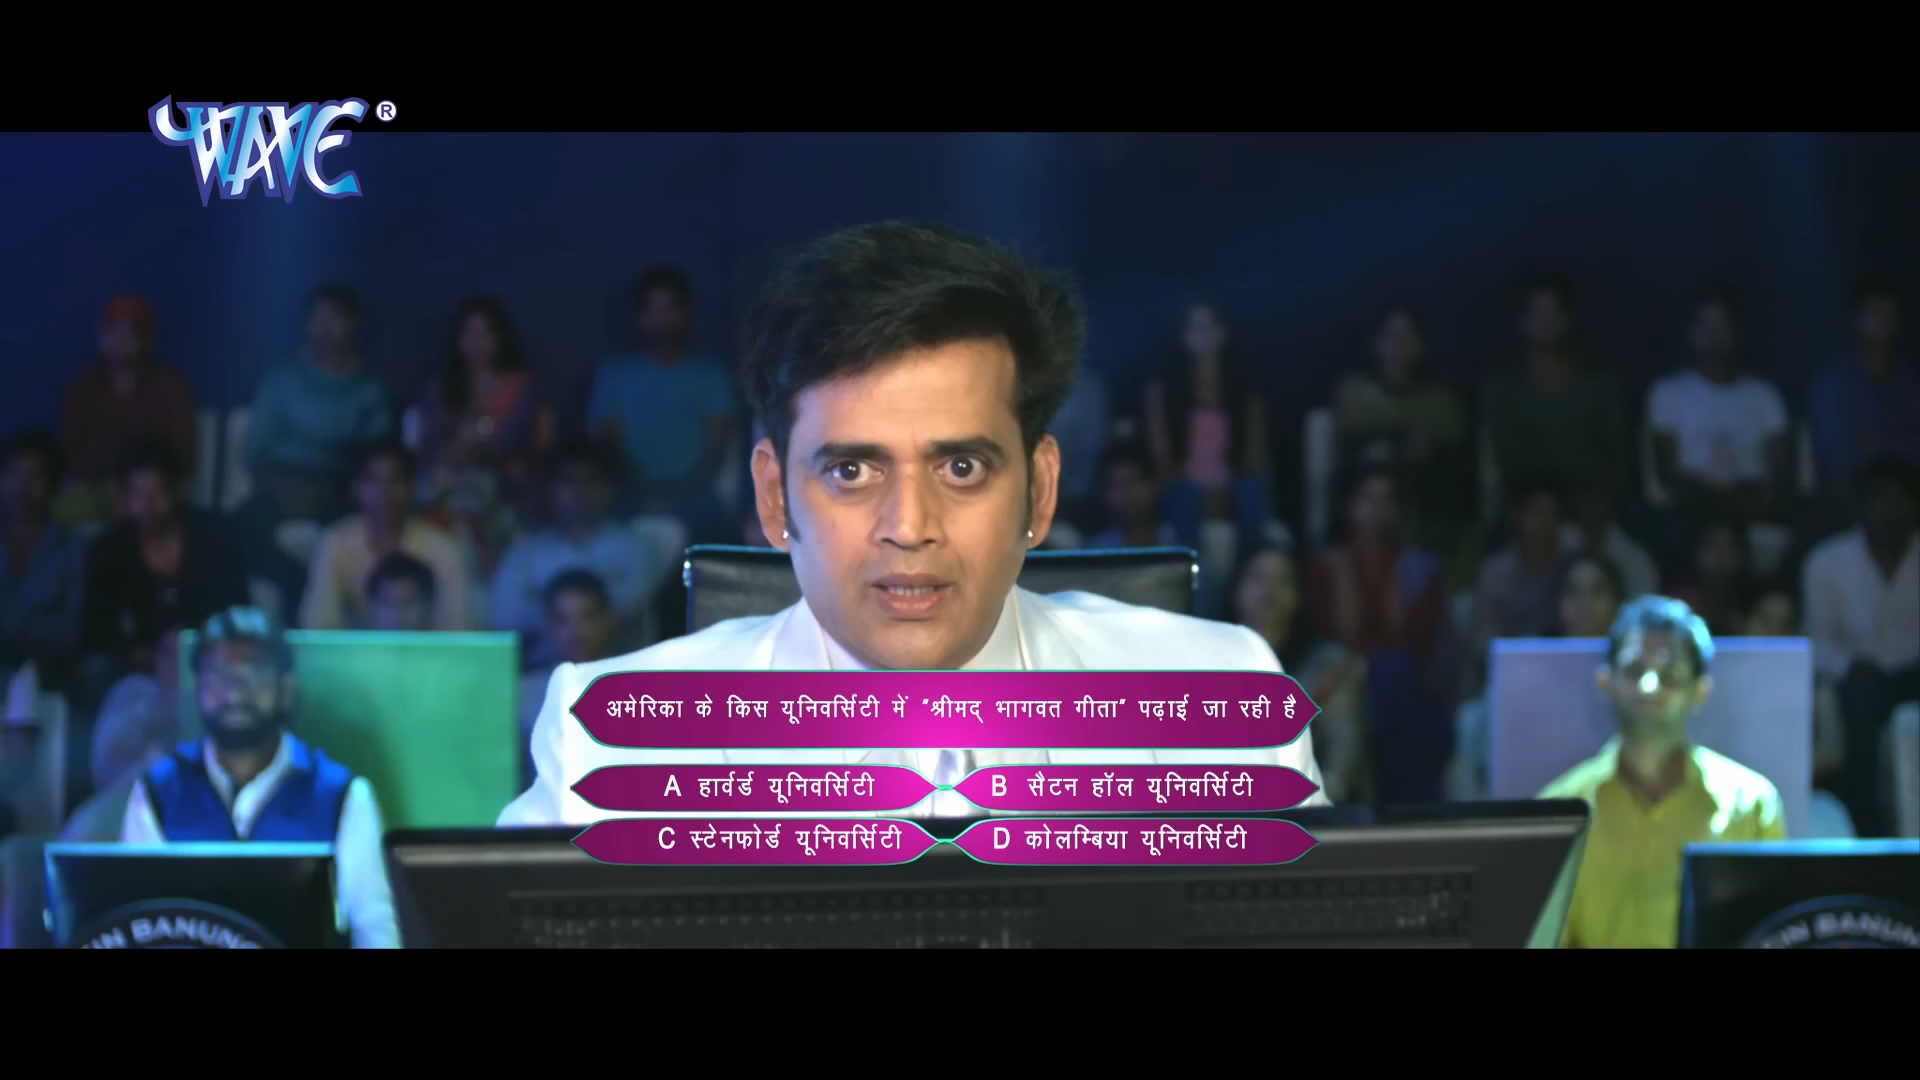 WAVE ®
अमेरिका के किस यूनिवर्सिटी में "श्रीमद् भागवत गीता" पढ़ाई जा रही है
A हार्वर्ड यूनिवर्सिटी
B सैटन हॉल यूनिवर्सिटी
C स्टेनफोर्ड यूनिवर्सिटी
D कोलम्बिया यूनिवर्सिटी